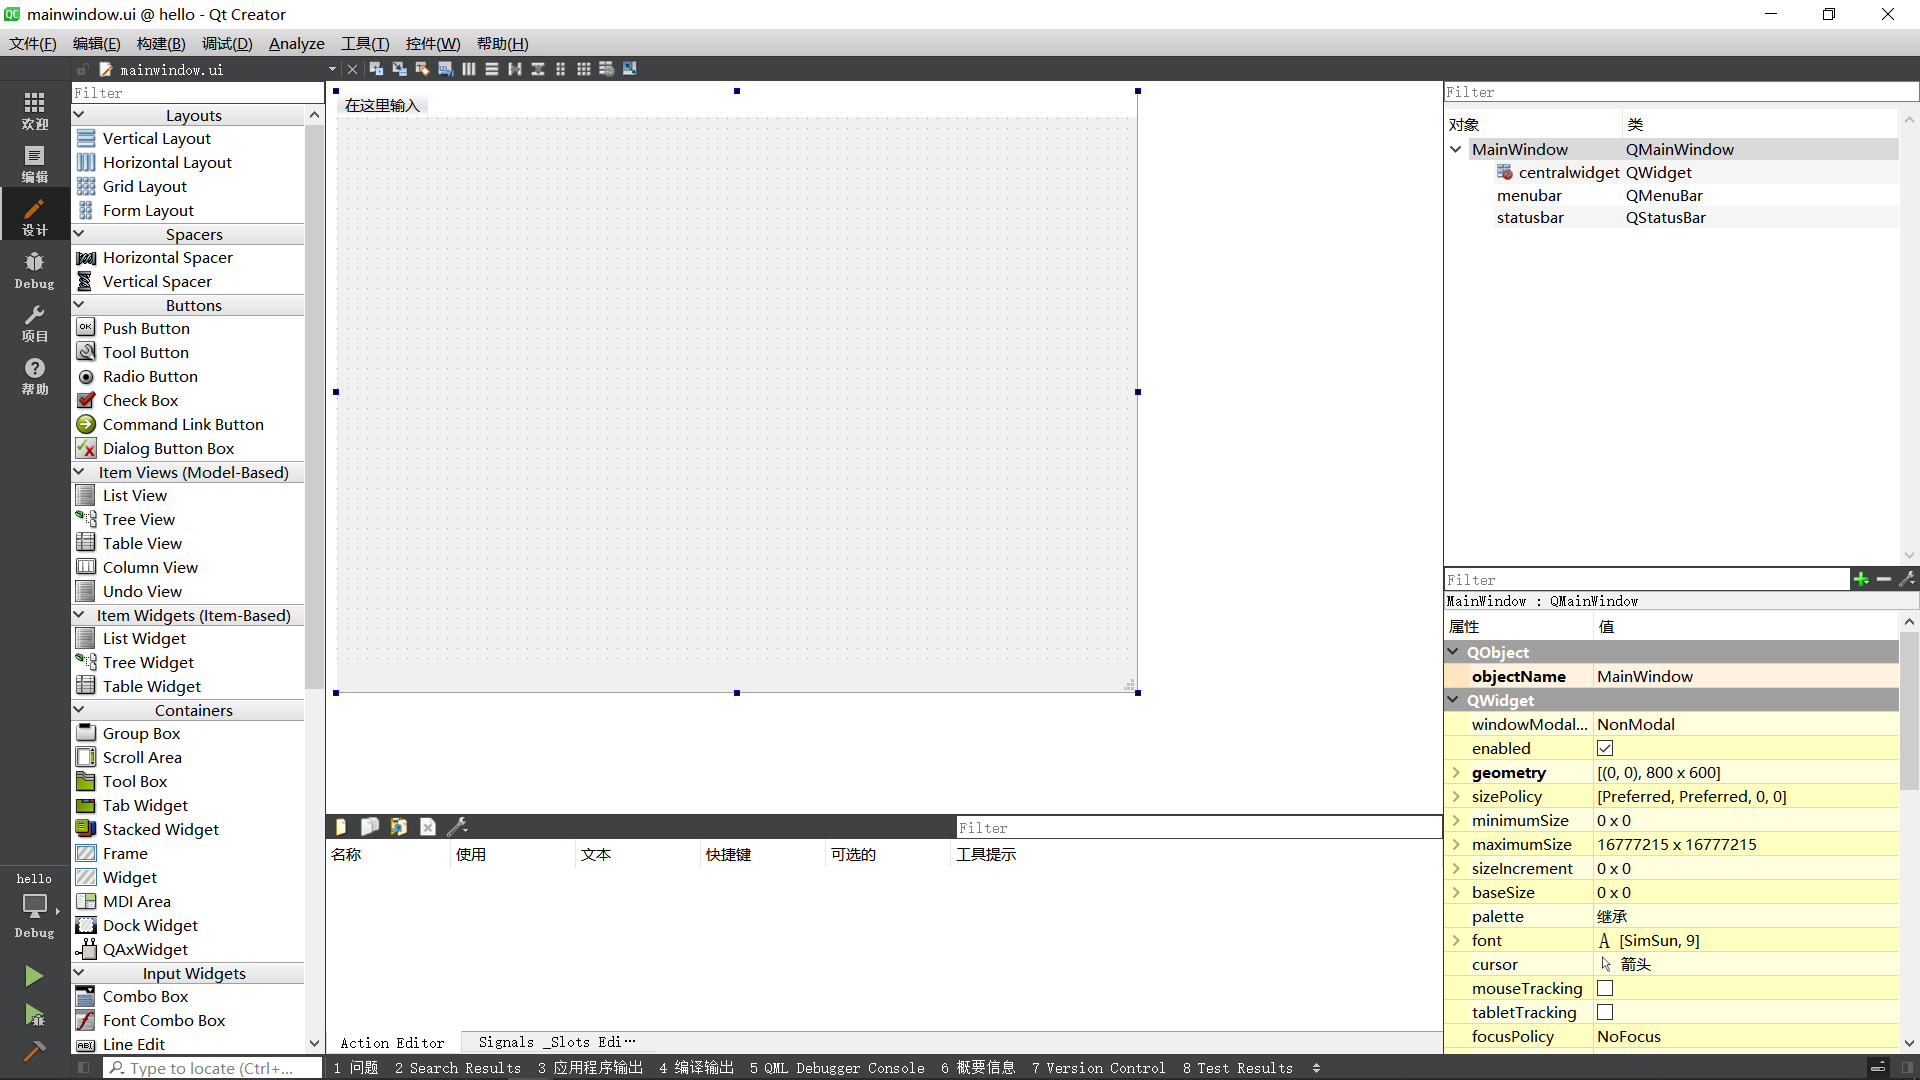 mainwindow.ui @ hello - Qt Creator
文件(F) 编辑(E) 构建(B) 调试(D) Analyze 工具(T) 控件(W) 帮助(H)
mainwindow.ui
欢迎
编辑
设计
Debug
项目
帮助
hello
Debug
Filter
Layouts
Vertical Layout
Horizontal Layout
Grid Layout
Form Layout
Spacers
Horizontal Spacer
Vertical Spacer
Buttons
Push Button
Tool Button
Radio Button
Check Box
Command Link Button
Dialog Button Box
Item Views (Model-Based)
List View
Tree View
Table View
Column View
Undo View
Item Widgets (Item-Based)
List Widget
Tree Widget
Table Widget
Containers
Group Box
Scroll Area
Tool Box
Tab Widget
Stacked Widget
Frame
Widget
MDI Area
Dock Widget
QAxWidget
Input Widgets
Combo Box
Font Combo Box
Line Edit
在这里输入
Filter
名称 使用 文本 快捷键 可选的 工具提示
Action Editor Signals _Slots Edi…
Filter
对象 类
MainWindow QMainWindow
centralwidget QWidget
menubar QMenuBar
statusbar QStatusBar
Filter
MainWindow : QMainWindow
属性 值
QObject
objectName MainWindow
QWidget
windowModal... NonModal
enabled
geometry [(0, 0), 800 x 600]
sizePolicy [Preferred, Preferred, 0, 0]
minimumSize 0 x 0
maximumSize 16777215 x 16777215
sizeIncrement 0 x 0
baseSize 0 x 0
palette 继承
font A [SimSun, 9]
cursor 箭头
mouseTracking
tabletTracking
focusPolicy NoFocus
Type to locate (Ctrl+... 1 问题 2 Search Results 3 应用程序输出 4 编译输出 5 QML Debugger Console 6 概要信息 7 Version Control 8 Test Results